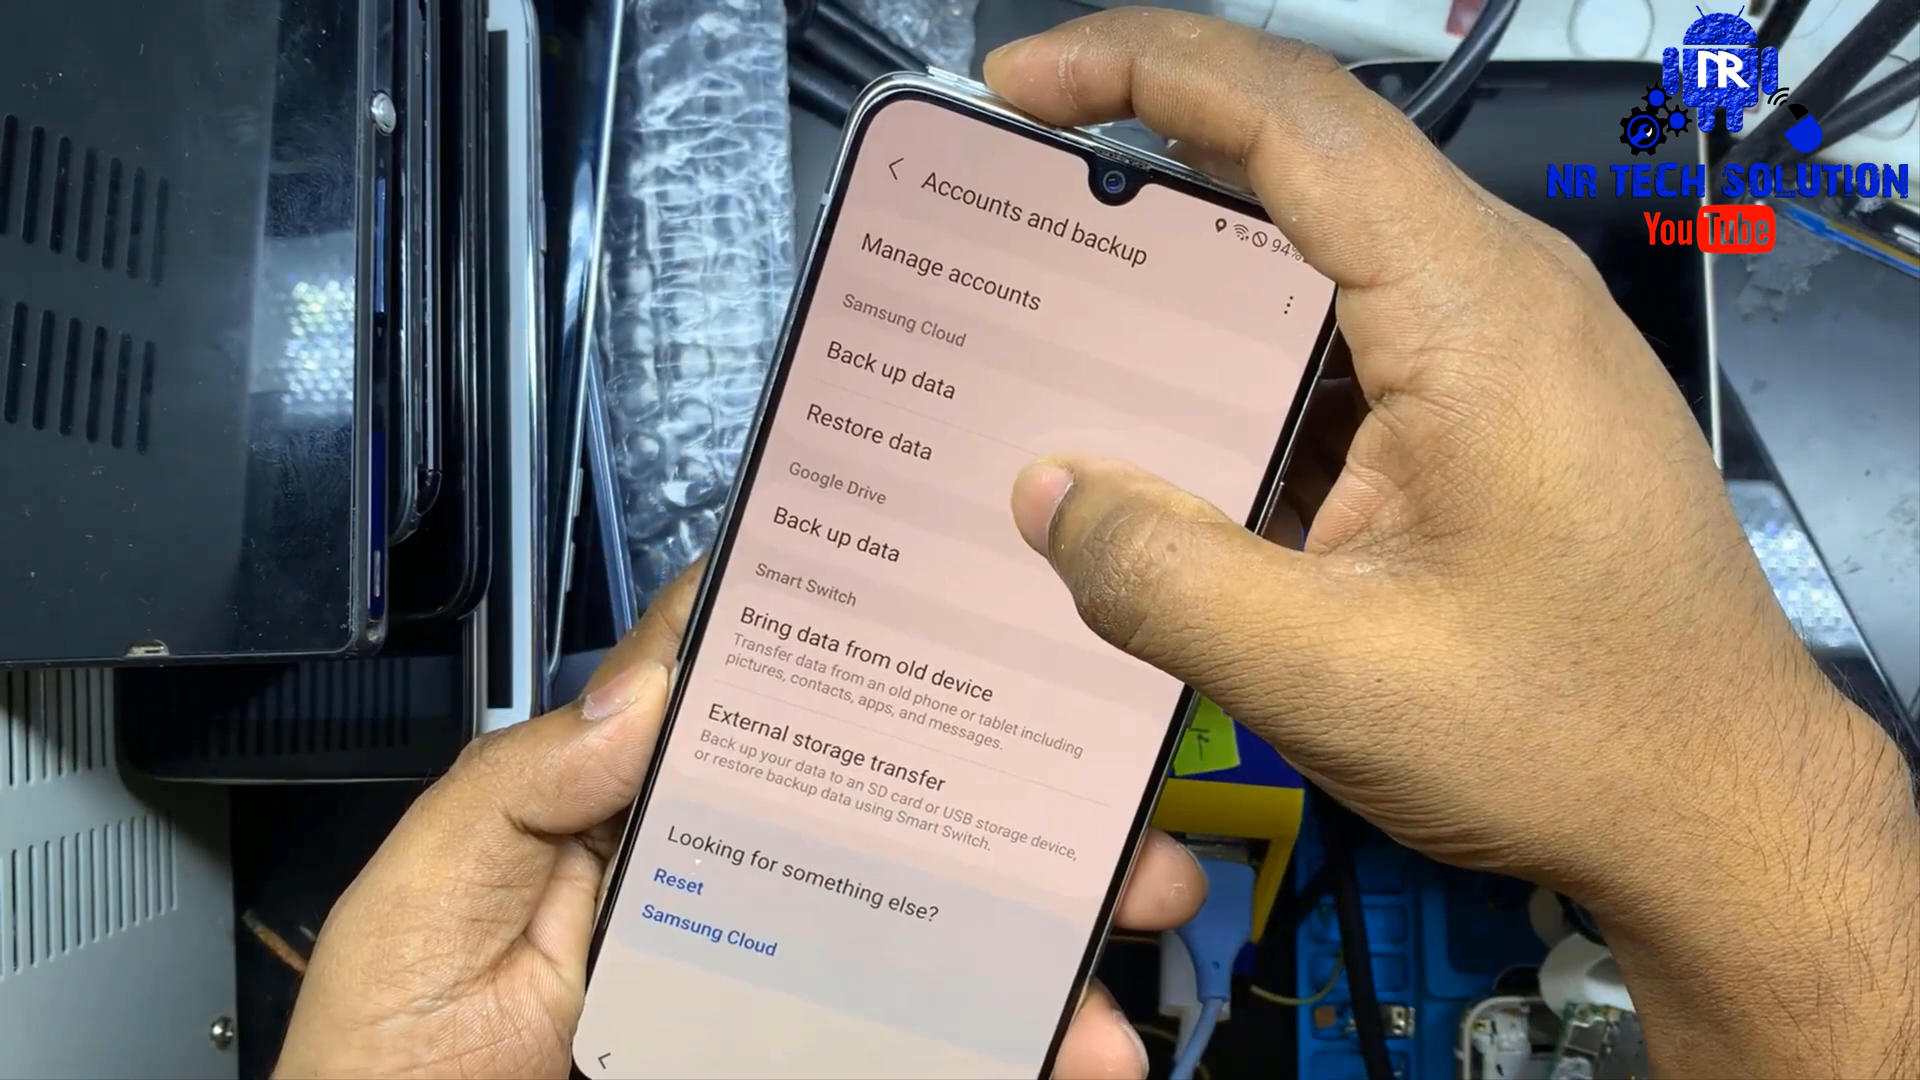 NR
NR TECH SOLUTION
YouTube
94%
Accounts and backup
Manage accounts
Samsung Cloud
Back up data
Restore data
Google Drive
Back up data
Smart Switch
Bring data from old device
Transfer data from an old phone or tablet including
pictures, contacts, apps, and messages.
External storage transfer
Back up your data to an SD card or USB storage device,
or restore backup data using Smart Switch.
Looking for something else?
Reset
Samsung Cloud